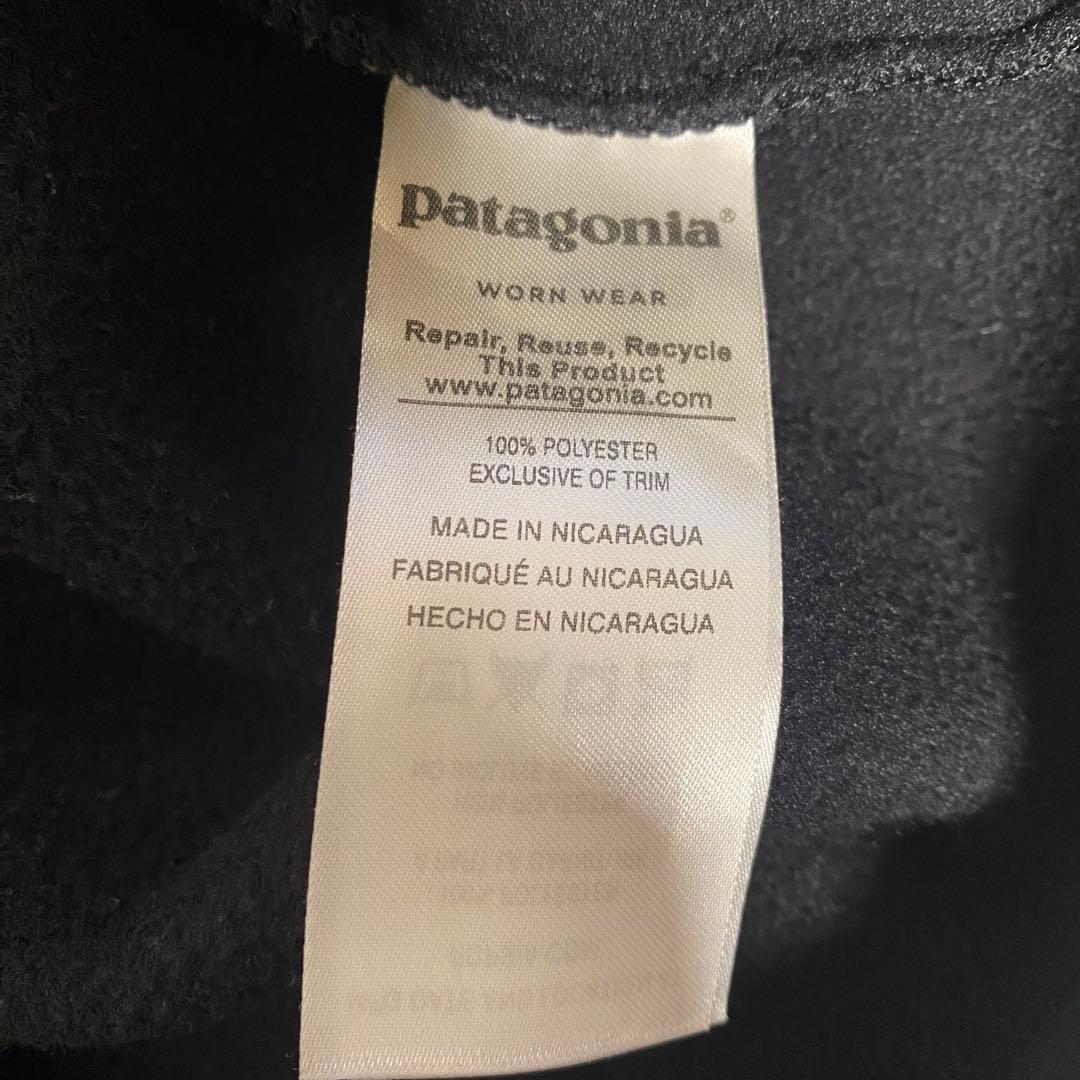 patagonia®
WORN WEAR
Repair, Reuse, Recycle
This Product
www.patagonia.com
100% POLYESTER
EXCLUSIVE OF TRIM
MADE IN NICARAGUA
FABRIQUÉ AU NICARAGUA
HECHO EN NICARAGUA